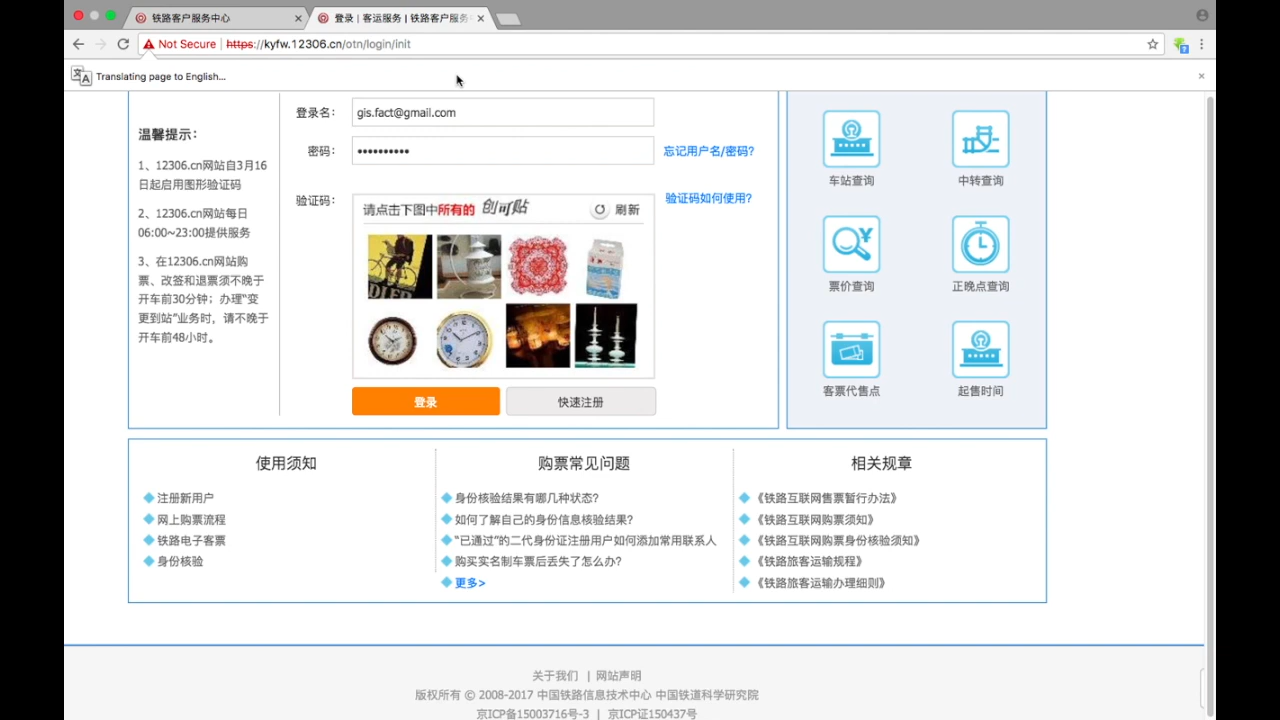 铁路客户服务中心
登录 | 客运服务 | 铁路客户服务
Not Secure | https://kyfw.12306.cn/otn/login/init
Translating page to English...
登录名:
gis.fact@gmail.com
温馨提示:
密码:
••••••••••
忘记用户名/密码?
1、12306.cn网站自3月16
日起启用图形验证码
2、12306.cn网站每日
06:00~23:00提供服务
3、在12306.cn网站购
票、改签和退票须不晚于
开车前30分钟；办理“变
更到站”业务时，请不晚于
开车前48小时。
验证码:
请点击下图中所有的 创可贴
刷新
验证码如何使用?
ADLER
登录
快速注册
车站查询
中转查询
票价查询
正晚点查询
客票代售点
起售时间
使用须知
注册新用户
网上购票流程
铁路电子客票
身份核验
购票常见问题
身份核验结果有哪几种状态?
如何了解自己的身份信息核验结果?
“已通过”的二代身份证注册用户如何添加常用联系人
购买实名制车票后丢失了怎么办?
更多>
相关规章
《铁路互联网售票暂行办法》
《铁路互联网购票须知》
《铁路互联网购票身份核验须知》
《铁路旅客运输规程》
《铁路旅客运输办理细则》
关于我们 | 网站声明
版权所有 © 2008-2017 中国铁路信息技术中心 中国铁道科学研究院
京ICP备15003716号-3 | 京ICP证150437号